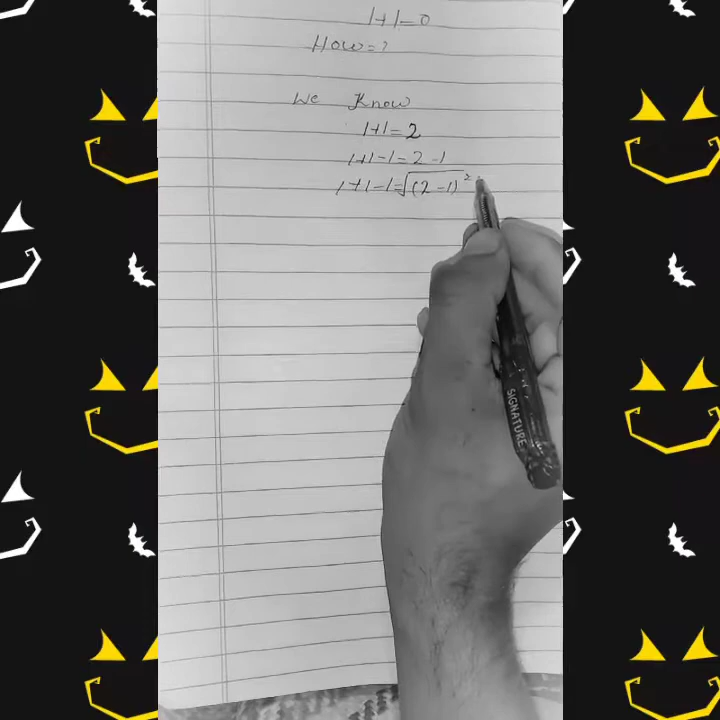 1+1=0
How=?
We Know
1+1=2
1+1-1=2-1
1+1-1=√(2-1)²
SIGNATURE